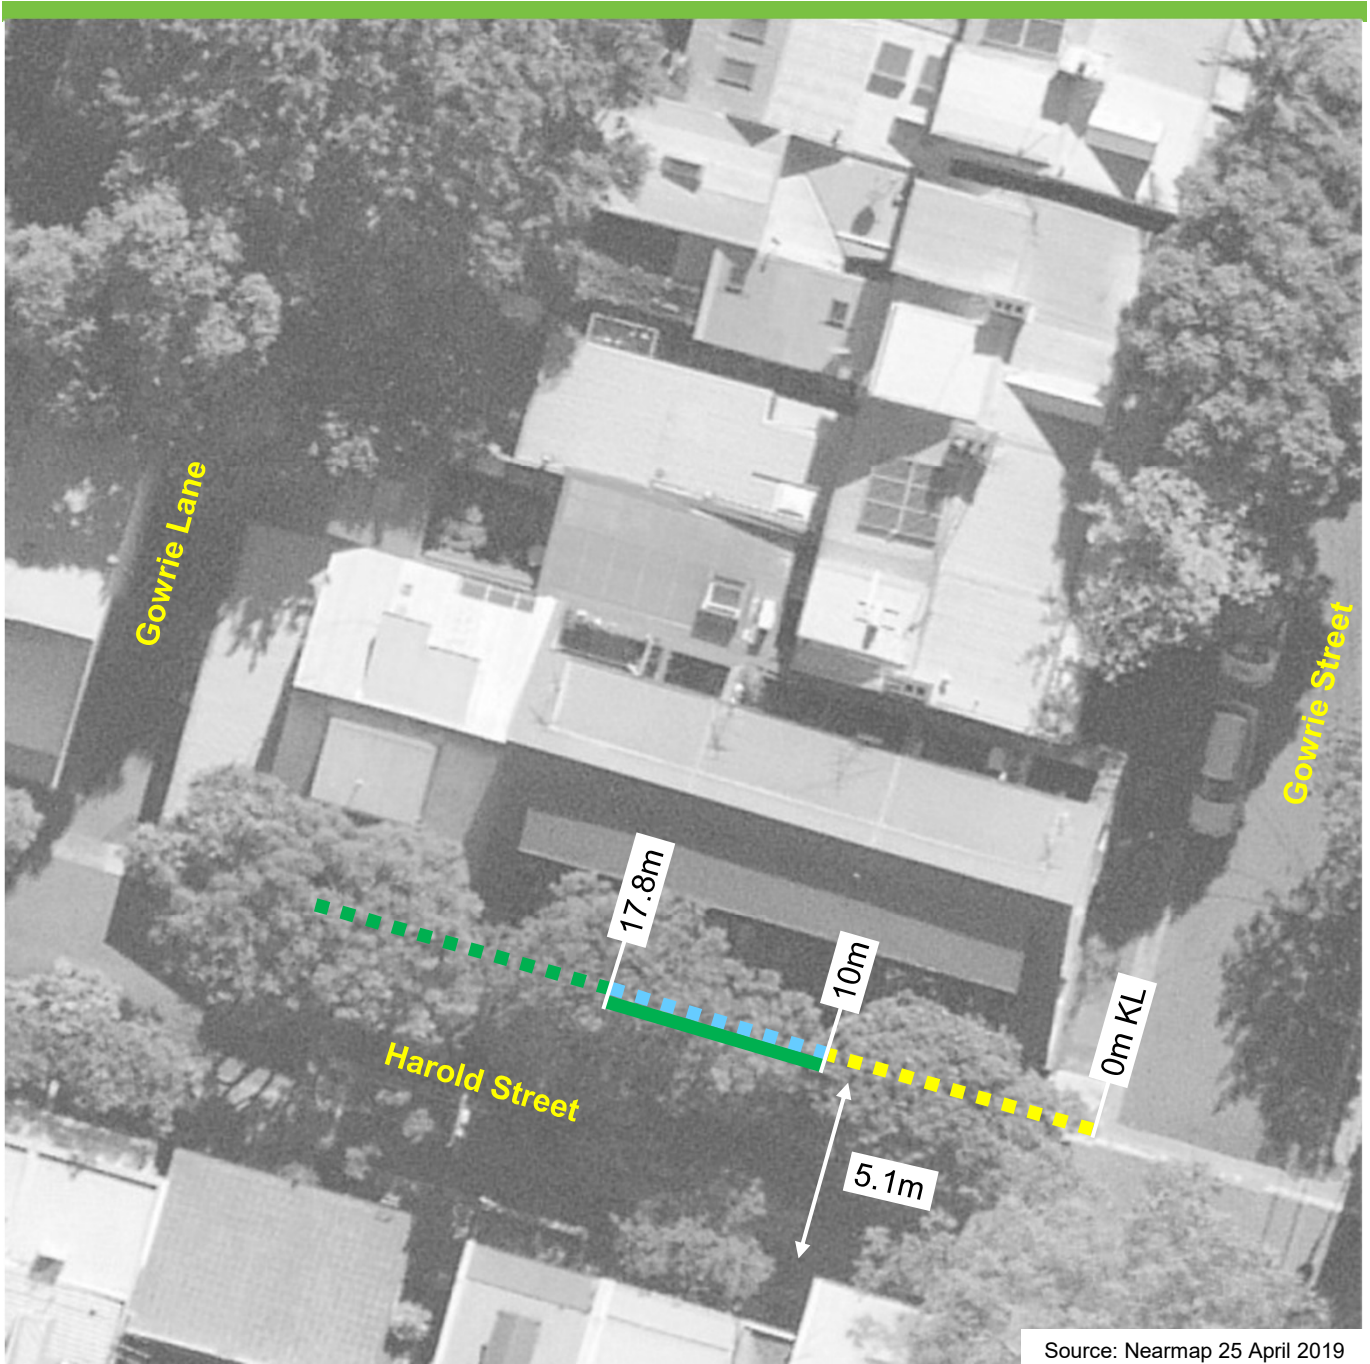 Gowrie Lane
Gowrie Street
17.8m
10m
0m KL
Harold Street
5.1m
Source: Nearmap 25 April 2019